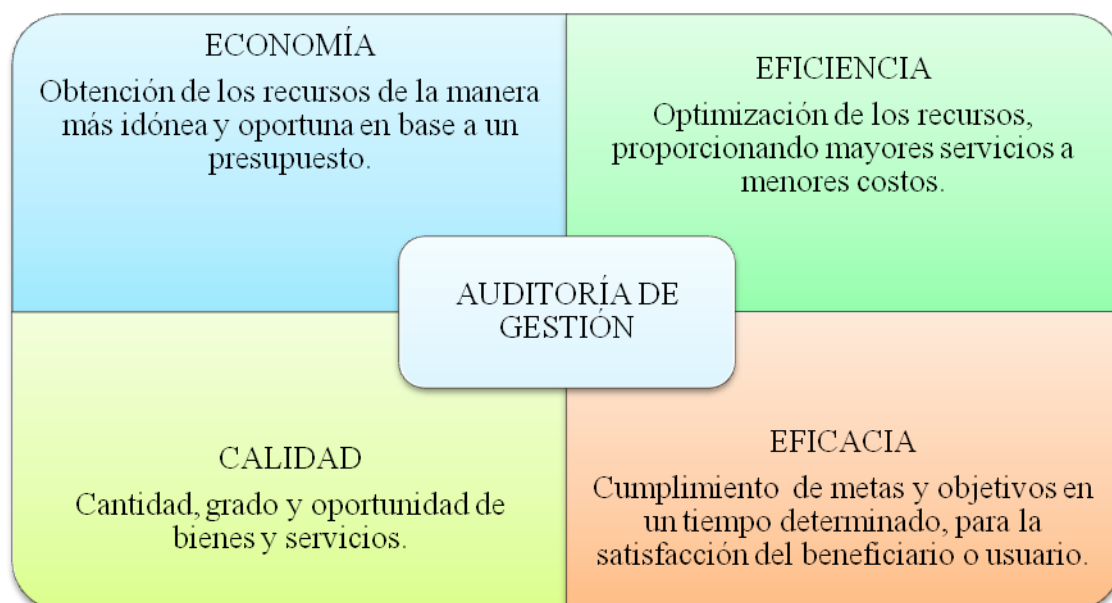 ECONOMÍA
Obtención de los recursos de la manera
más idónea y oportuna en base a un
presupuesto.
EFICIENCIA
Optimización de los recursos,
proporcionando mayores servicios a
menores costos.
AUDITORÍA DE
GESTIÓN
CALIDAD
Cantidad, grado y oportunidad de
bienes y servicios.
EFICACIA
Cumplimiento de metas y objetivos en
un tiempo determinado, para la
satisfacción del beneficiario o usuario.